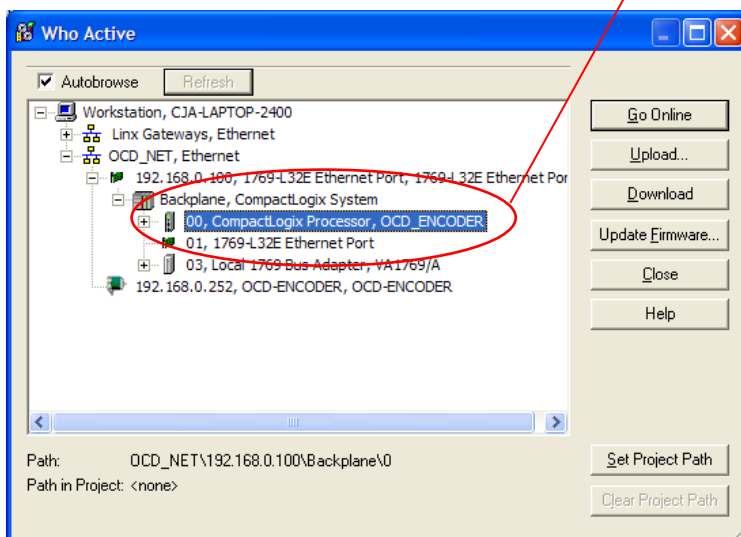 Who Active
Autobrowse
Refresh
Workstation, CJA-LAPTOP-2400
Linx Gateways, Ethernet
OCD_NET, Ethernet
192.168.0.100, 1769-L32E Ethernet Port, 1769-L32E Ethernet Por
Backplane, CompactLogix System
00, CompactLogix Processor, OCD_ENCODER
01, 1769-L32E Ethernet Port
03, Local 1769 Bus Adapter, VA1769/A
192.168.0.252, OCD-ENCODER, OCD-ENCODER
Go Online
Upload...
Download
Update Firmware...
Close
Help
Path: OCD_NET\192.168.0.100\Backplane\0
Path in Project: <none>
Set Project Path
Clear Project Path